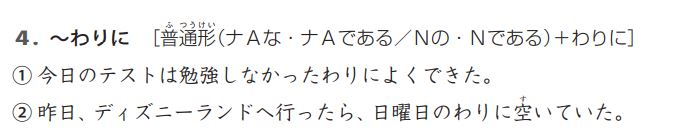 4．～わりに　［普通形（ナAな・ナAである／Nの・Nである）＋わりに］
① 今日のテストは勉強しなかったわりによくできた。
② 昨日、ディズニーランドへ行ったら、日曜日のわりに空いていた。